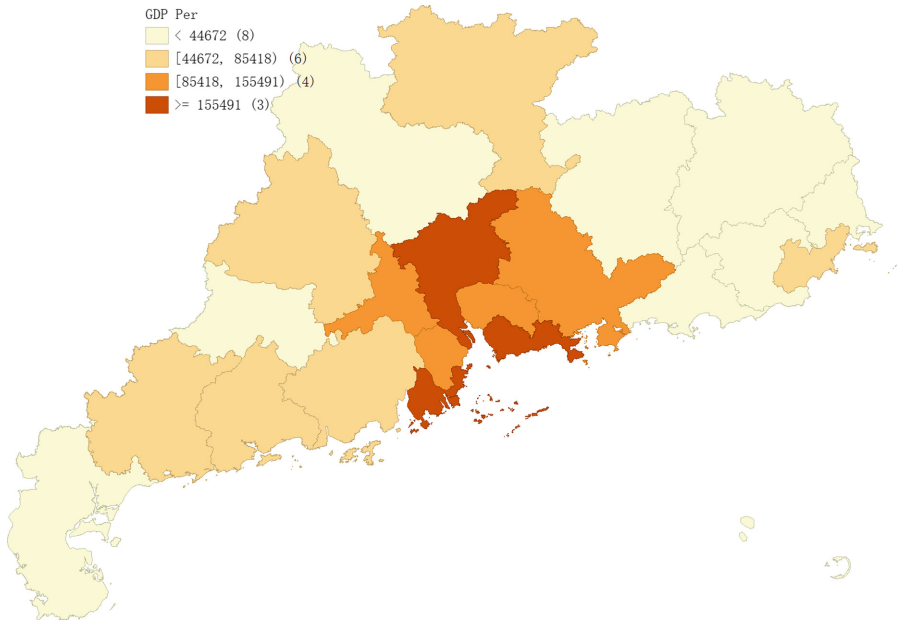 GDP Per
< 44672 (8)
[44672, 85418) (6)
[85418, 155491) (4)
>= 155491 (3)